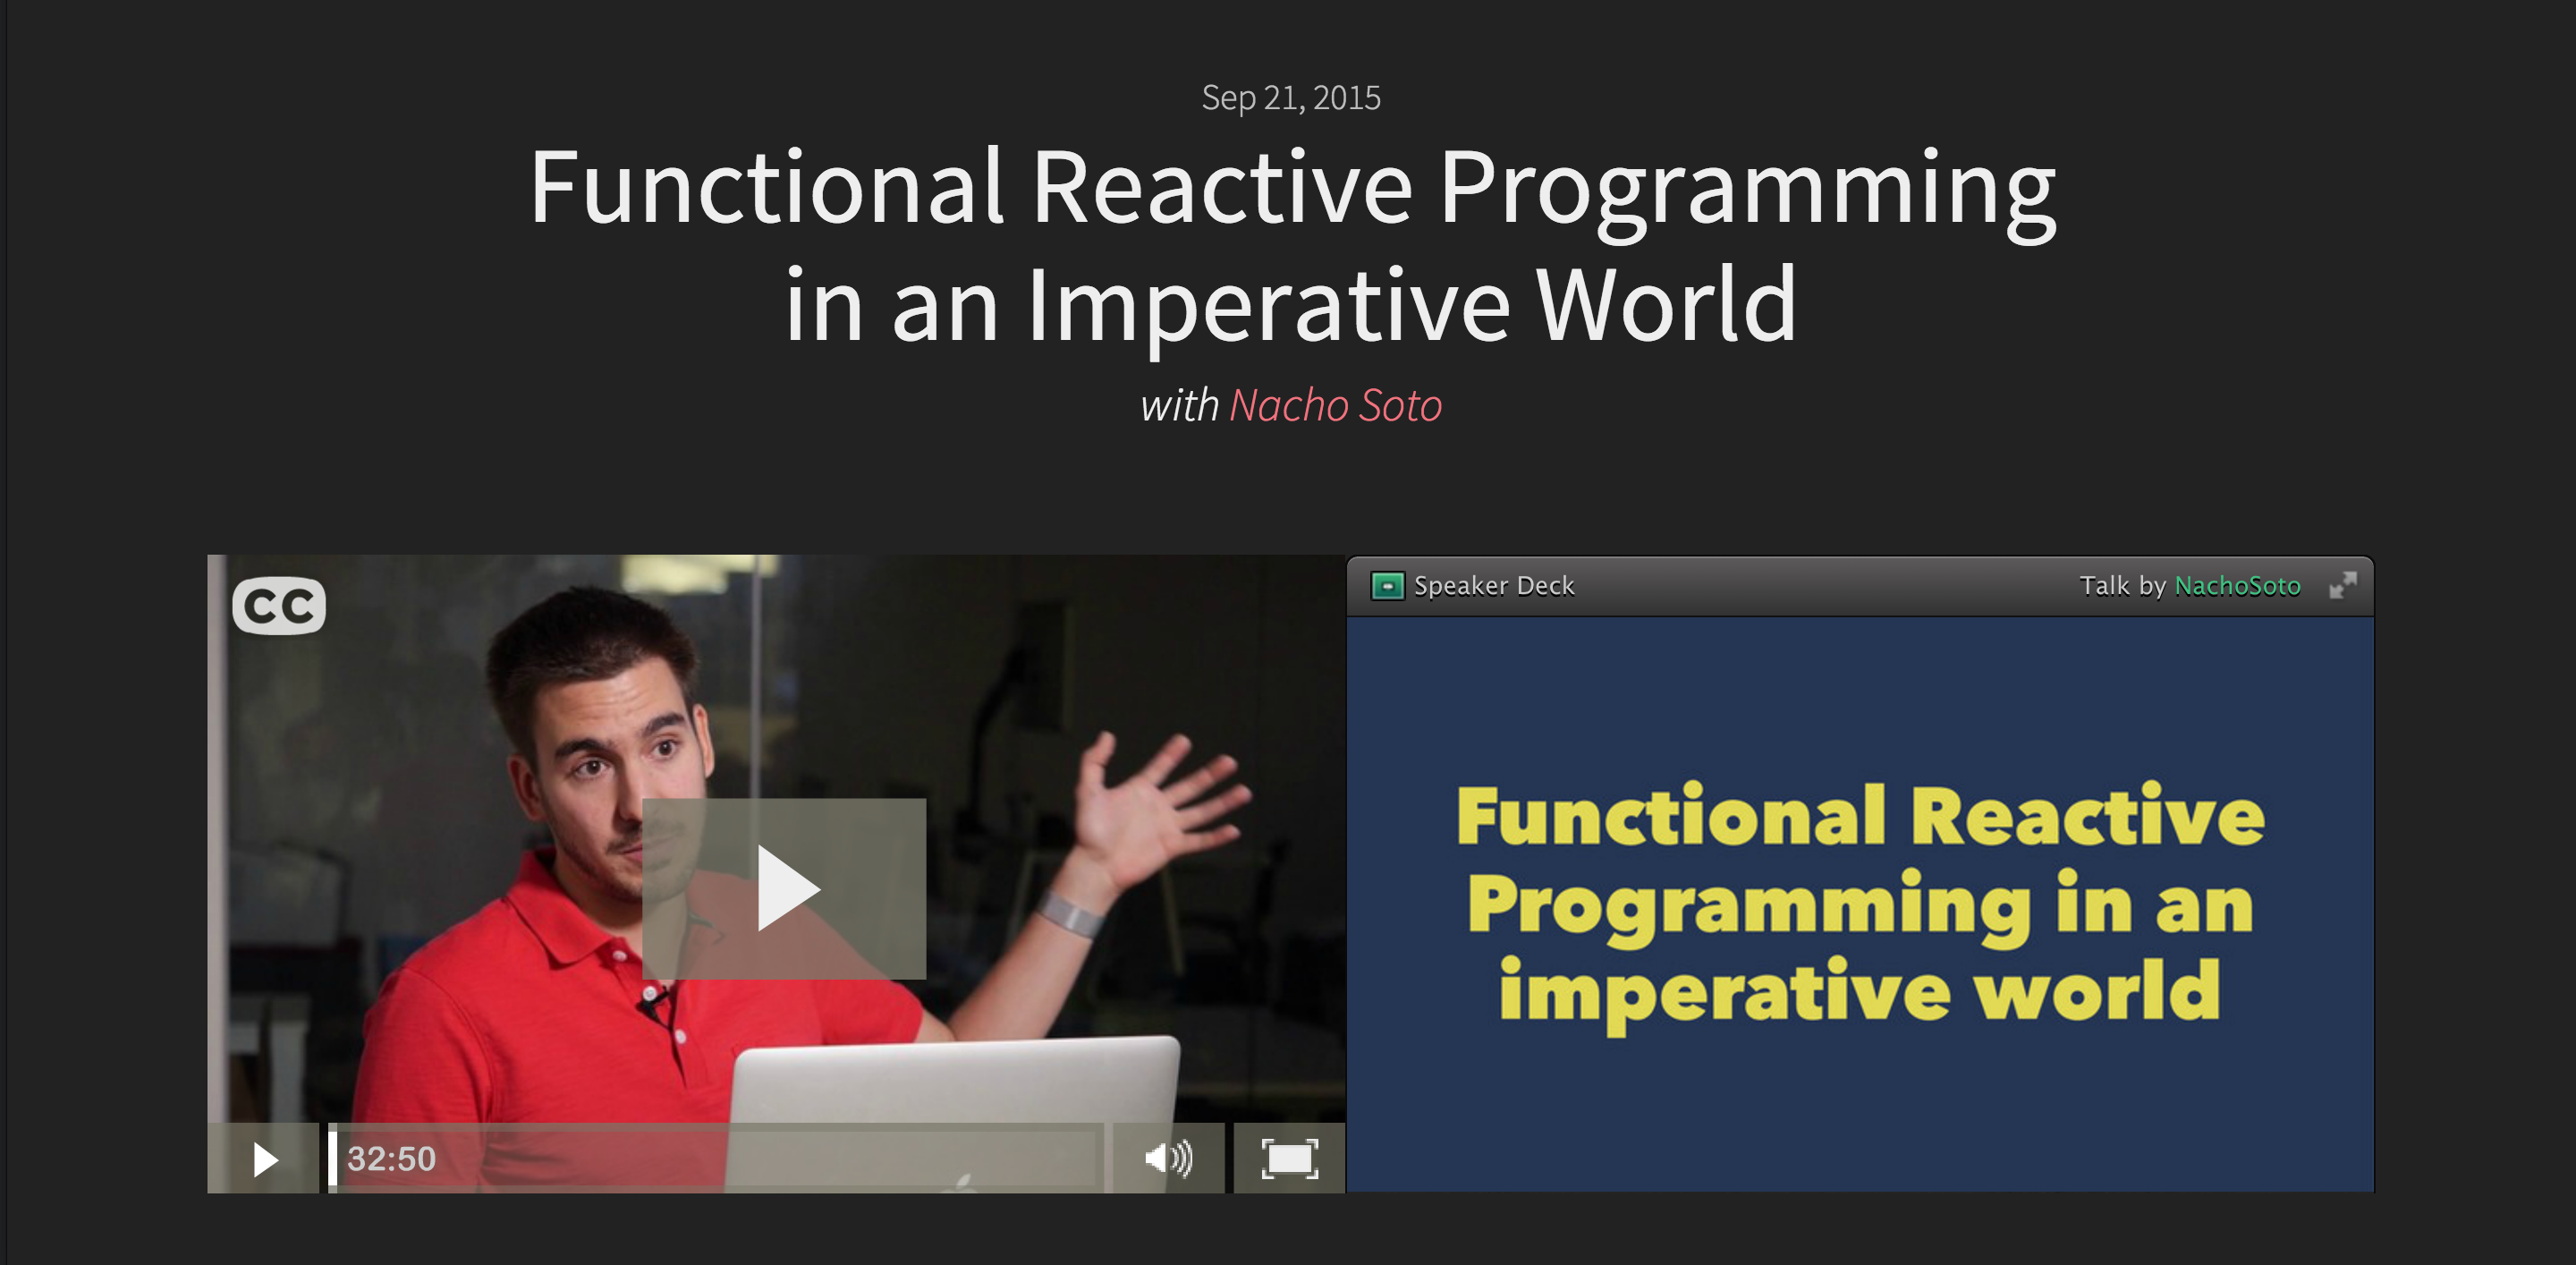 Sep 21, 2015
Functional Reactive Programming
in an Imperative World
with Nacho Soto
CC
32:50
Speaker Deck
Talk by NachoSoto
Functional Reactive
Programming in an
imperative world